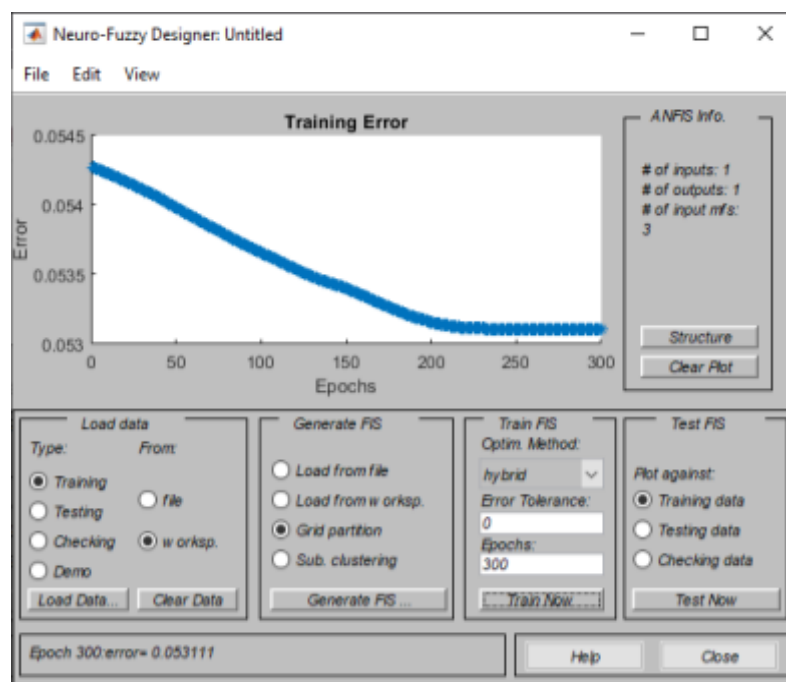 Neuro-Fuzzy Designer: Untitled
File Edit View
Training Error
0.0545
0.054
0.0535
0.053
Error
0 50 100 150 200 250 300
Epochs
ANFIS Info.
# of inputs: 1
# of outputs: 1
# of input mfs:
3
Structure
Clear Plot
Load data
Type: From:
Training
Testing
Checking
Demo
file
w orksp.
Load Data... Clear Data
Generate FIS
Load from file
Load from w orksp.
Grid partition
Sub. clustering
Generate FIS ...
Train FIS
Optim. Method:
hybrid
Error Tolerance:
0
Epochs:
300
Train Now
Test FIS
Plot against:
Training data
Testing data
Checking data
Test Now
Epoch 300:error= 0.053111
Help Close